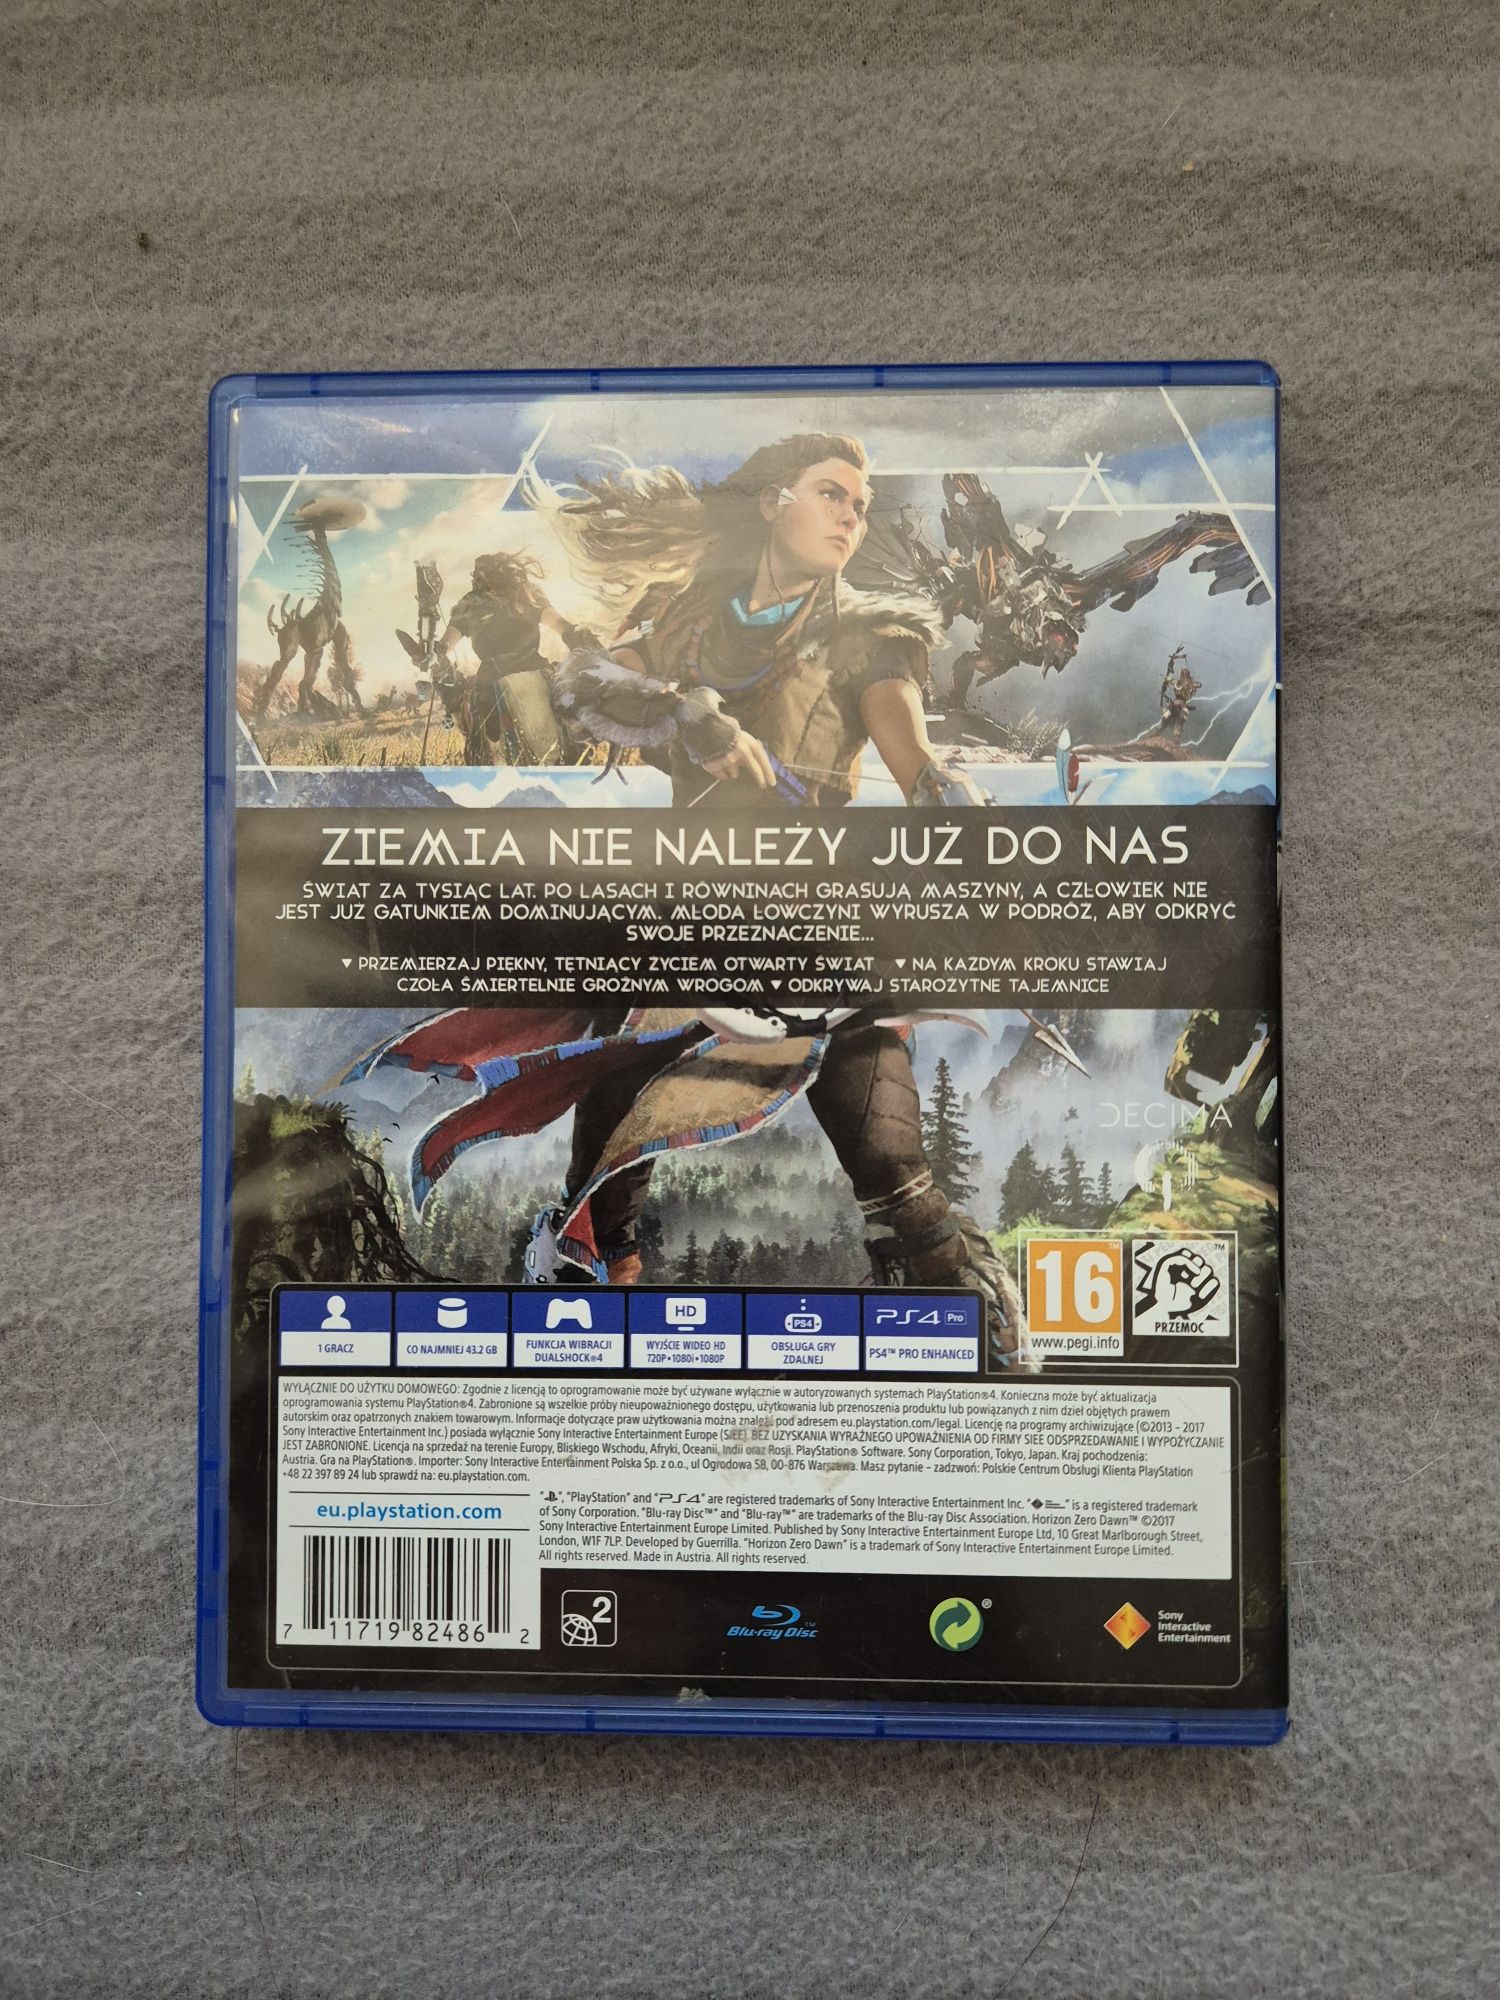 ZIEMIA NIE NALEŻY JUŻ DO NAS
ŚWIAT ZA TYSIĄC LAT. PO LASACH I RÓWNINACH GRASUJĄ MASZYNY, A CZŁOWIEK NIE
JEST JUŻ GATUNKIEM DOMINUJĄCYM. MŁODA ŁOWCZYNI WYRUSZA W PODRÓŻ, ABY ODKRYĆ
SWOJE PRZEZNACZENIE...
▼ PRZEMIERZAJ PIĘKNY, TĘTNIĄCY ŻYCIEM OTWARTY ŚWIAT ▼ NA KAŻDYM KROKU STAWIAJ
CZOŁA ŚMIERTELNIE GROŹNYM WROGOM ▼ ODKRYWAJ STAROŻYTNE TAJEMNICE
DECIMA
16™
www.pegi.info
™
PRZEMOC
1 GRACZ
CO NAJMNIEJ 43.2 GB
FUNKCJA WIBRACJI
DUALSHOCK®4
HD
WYJŚCIE WIDEO HD
720P•1080i•1080P
PS4
OBSŁUGA GRY
ZDALNEJ
PS4 Pro
PS4™ PRO ENHANCED
WYŁĄCZNIE DO UŻYTKU DOMOWEGO: Zgodnie z licencją to oprogramowanie może być używane wyłącznie w autoryzowanych systemach PlayStation®4. Konieczna może być aktualizacja
oprogramowania systemu PlayStation®4. Zabronione są wszelkie próby nieupoważnionego dostępu, użytkowania lub przenoszenia produktu lub powiązanych z nim dzieł objętych prawem
autorskim oraz opatrzonych znakiem towarowym. Informacje dotyczące praw użytkowania można znaleźć pod adresem eu.playstation.com/legal. Licencję na programy archiwizujące (©2013 – 2017
Sony Interactive Entertainment Inc.) posiada wyłącznie Sony Interactive Entertainment Europe (SIEE). BEZ UZYSKANIA WYRAŹNEGO UPOWAŻNIENIA OD FIRMY SIEE ODSPRZEDAWANIE I WYPOŻYCZANIE
JEST ZABRONIONE. Licencja na sprzedaż na terenie Europy, Bliskiego Wschodu, Afryki, Oceanii, Indii oraz Rosji. PlayStation® Software. Sony Corporation, Tokyo, Japan. Kraj pochodzenia:
Austria. Gra na PlayStation®. Importer: Sony Interactive Entertainment Polska Sp. z o.o., ul Ogrodowa 58, 00-876 Warszawa. Masz pytanie – zadzwoń: Polskie Centrum Obsługi Klienta PlayStation
+48 22 397 89 24 lub sprawdź na: eu.playstation.com.
eu.playstation.com
"", "PlayStation" and "PS4" are registered trademarks of Sony Interactive Entertainment Inc. "" is a registered trademark
of Sony Corporation. "Blu-ray Disc™" and "Blu-ray™" are trademarks of the Blu-ray Disc Association. Horizon Zero Dawn™ ©2017
Sony Interactive Entertainment Europe Limited. Published by Sony Interactive Entertainment Europe Ltd, 10 Great Marlborough Street,
London, W1F 7LP. Developed by Guerrilla. "Horizon Zero Dawn" is a trademark of Sony Interactive Entertainment Europe Limited.
All rights reserved. Made in Austria. All rights reserved.
7 11719 82486 2
2
Blu-ray Disc™
®
Sony
Interactive
Entertainment